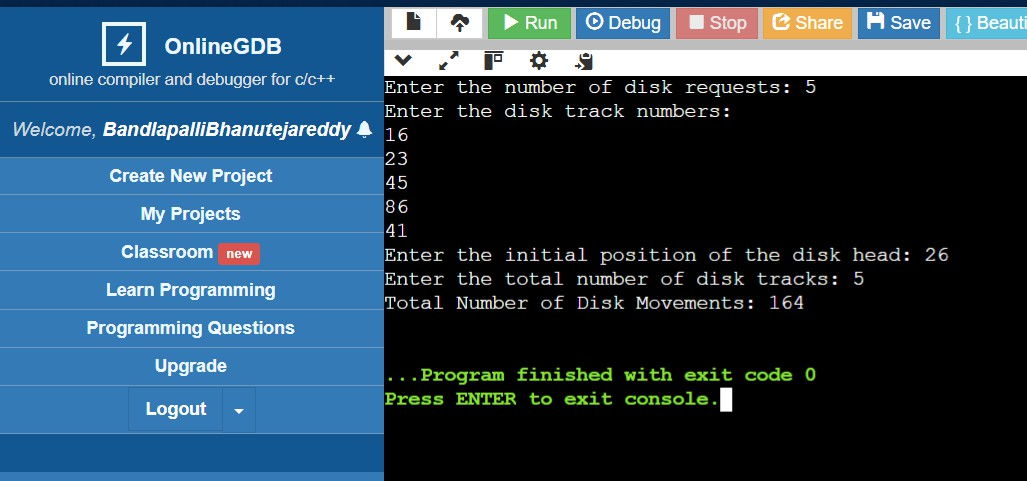 OnlineGDB
online compiler and debugger for c/c++
Welcome, BandlapalliBhanutejareddy
Create New Project
My Projects
Classroom new
Learn Programming
Programming Questions
Upgrade
Logout
Run Debug Stop Share Save { } Beauti
Enter the number of disk requests: 5
Enter the disk track numbers:
16
23
45
86
41
Enter the initial position of the disk head: 26
Enter the total number of disk tracks: 5
Total Number of Disk Movements: 164
...Program finished with exit code 0
Press ENTER to exit console.